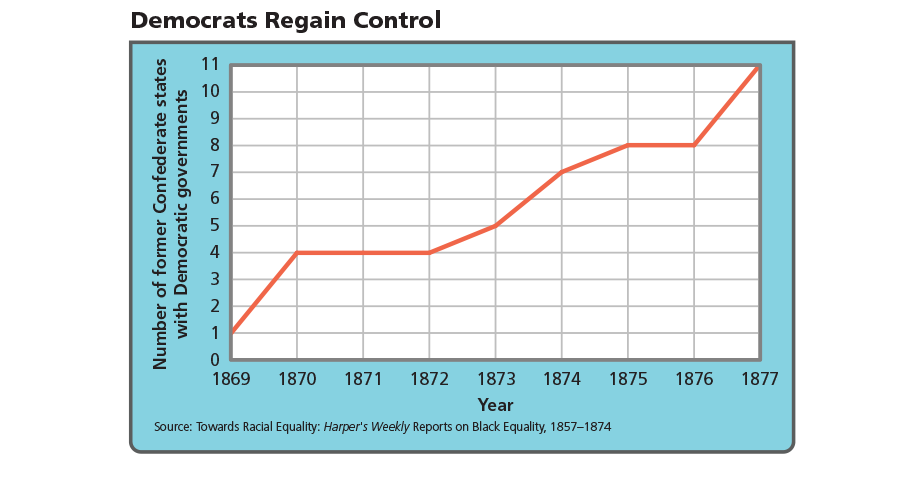 Democrats Regain Control
Number of former Confederate states
with Democratic governments
11
10
9
8
7
6
5
4
3
2
1
0
1869 1870 1871 1872 1873 1874 1875 1876 1877
Year
Source: Towards Racial Equality: Harper's Weekly Reports on Black Equality, 1857–1874